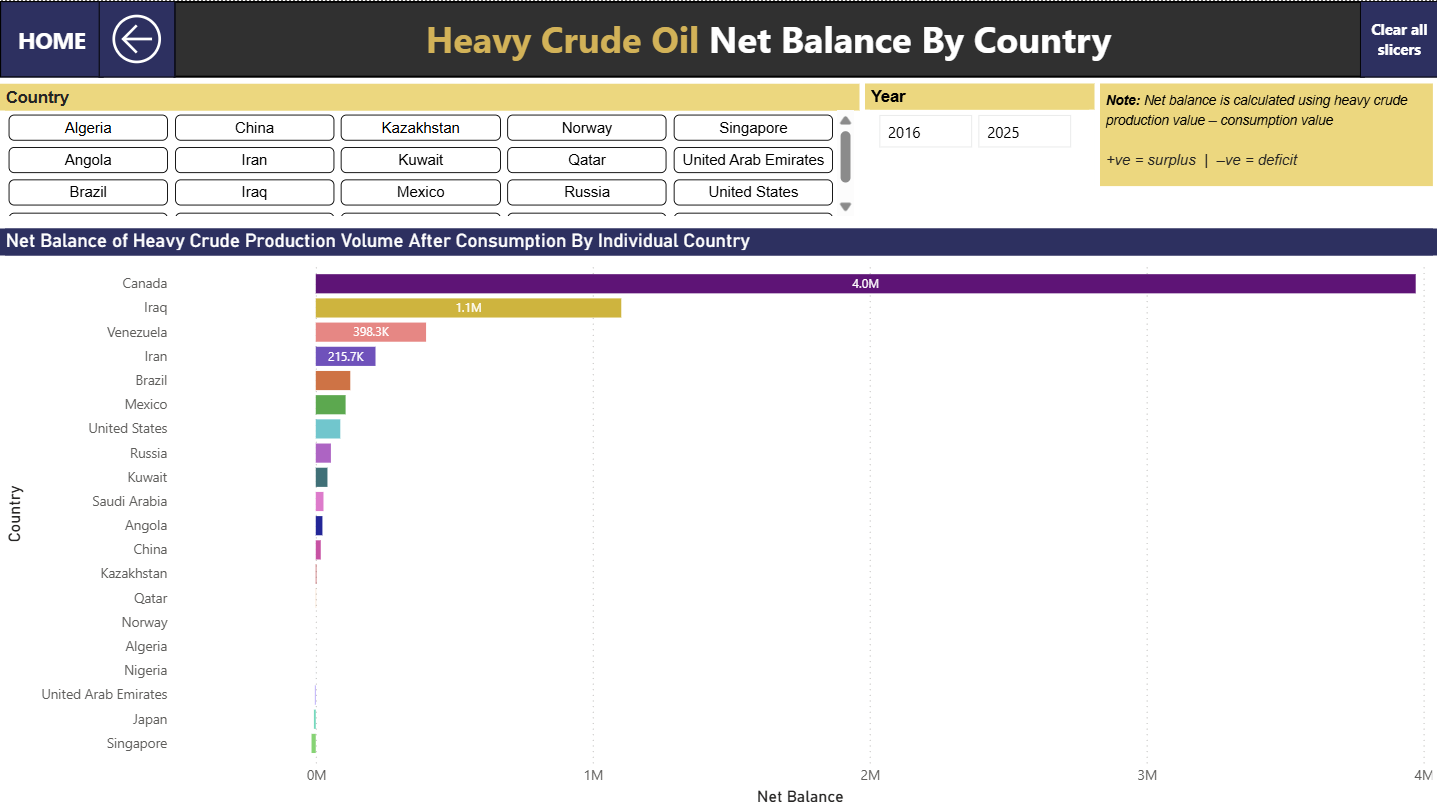 HOME
Heavy Crude Oil Net Balance By Country
Clear all
slicers
Country
Algeria China Kazakhstan Norway Singapore
Angola Iran Kuwait Qatar United Arab Emirates
Brazil Iraq Mexico Russia United States
Year
2016 2025
Note: Net balance is calculated using heavy crude
production value – consumption value
+ve = surplus | –ve = deficit
Net Balance of Heavy Crude Production Volume After Consumption By Individual Country
Country
Canada 4.0M
Iraq 1.1M
Venezuela 398.3K
Iran 215.7K
Brazil
Mexico
United States
Russia
Kuwait
Saudi Arabia
Angola
China
Kazakhstan
Qatar
Norway
Algeria
Nigeria
United Arab Emirates
Japan
Singapore
0M 1M 2M 3M 4M
Net Balance